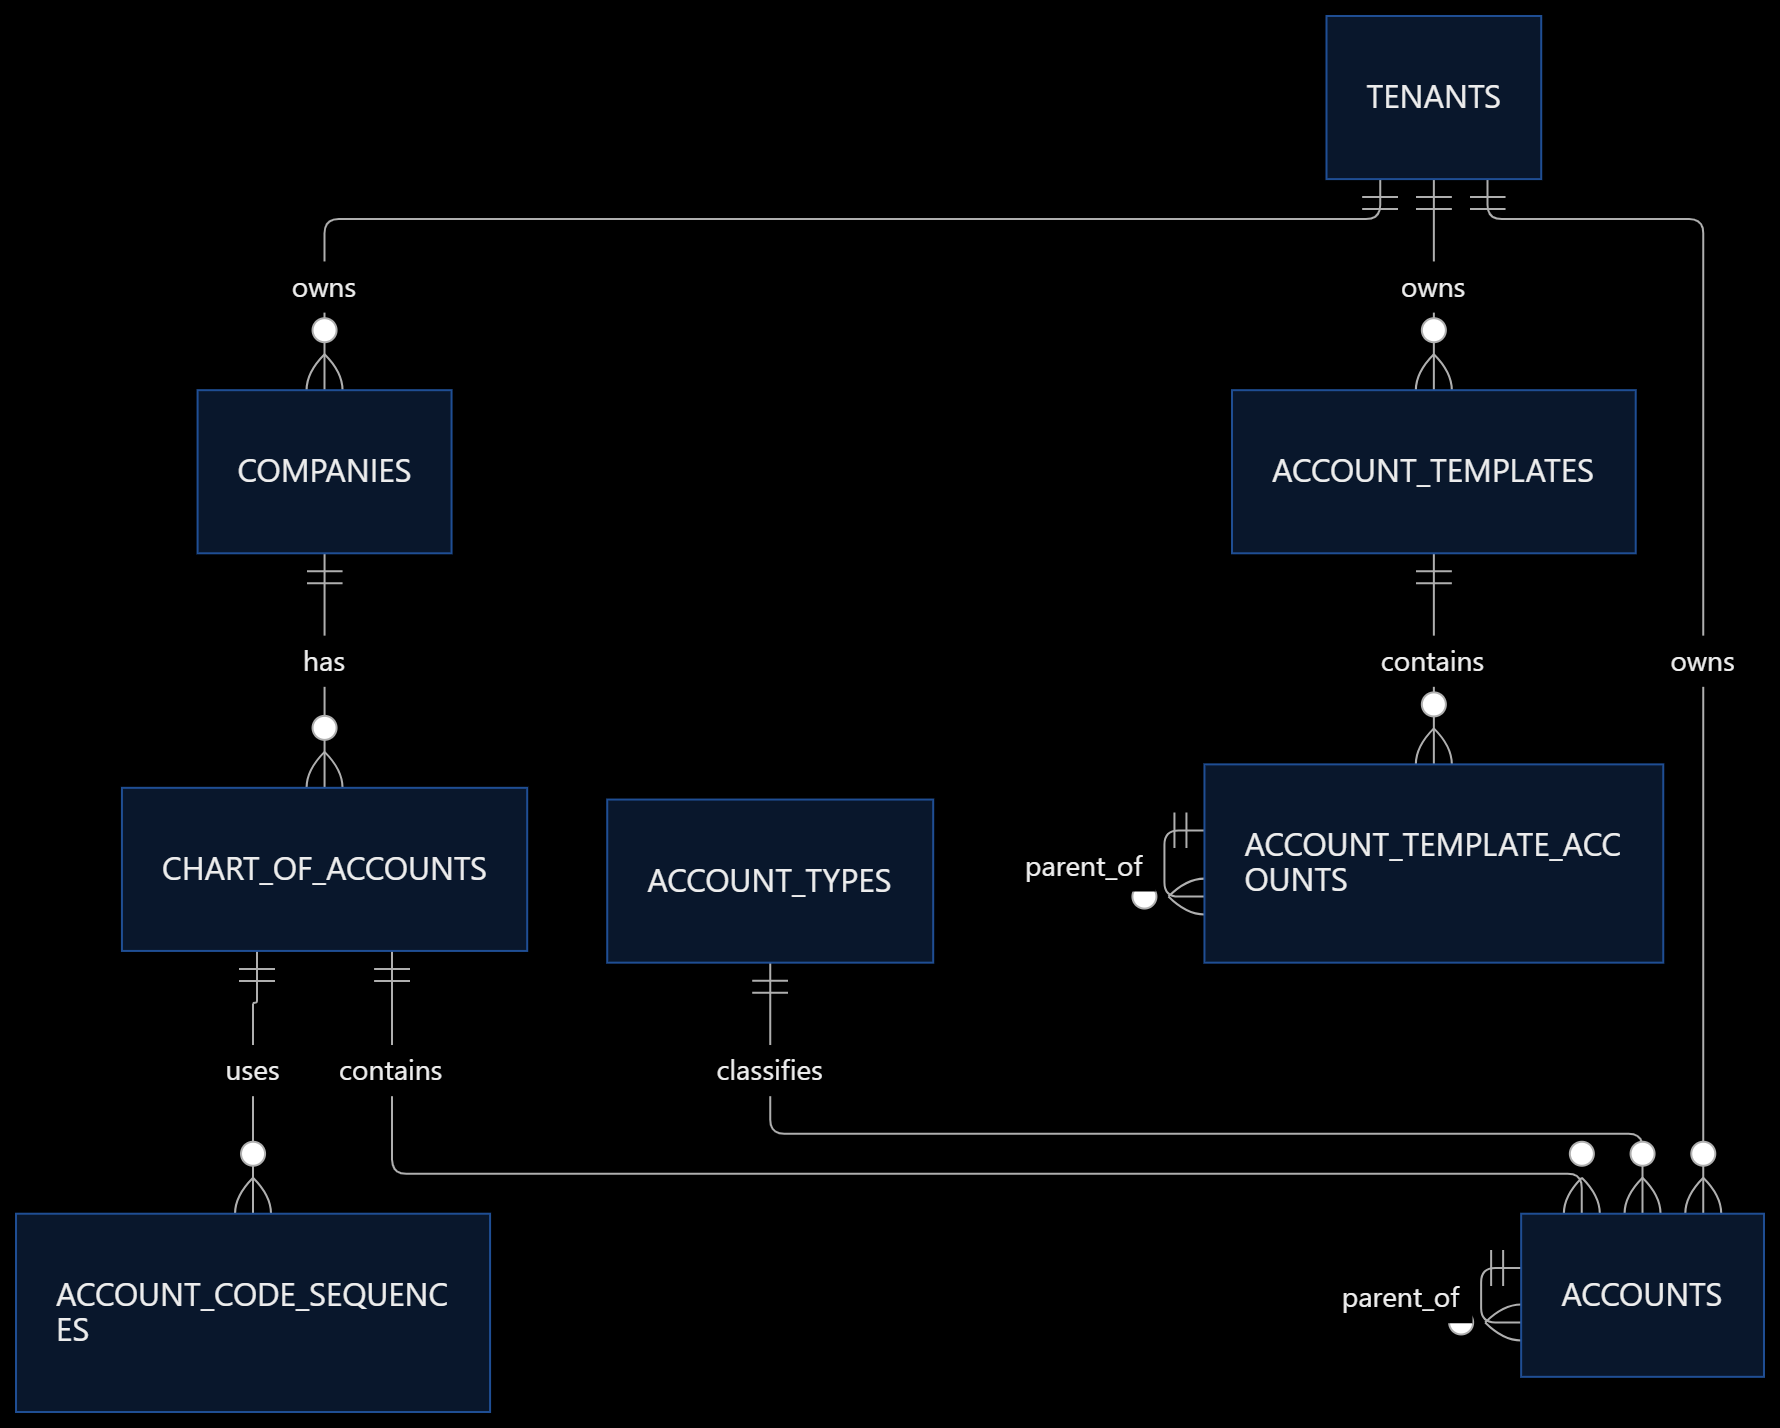 TENANTS
owns
owns
COMPANIES
ACCOUNT_TEMPLATES
has
contains
owns
CHART_OF_ACCOUNTS
ACCOUNT_TYPES
parent_of
ACCOUNT_TEMPLATE_ACC
OUNTS
uses
contains
classifies
ACCOUNT_CODE_SEQUENC
ES
parent_of
ACCOUNTS